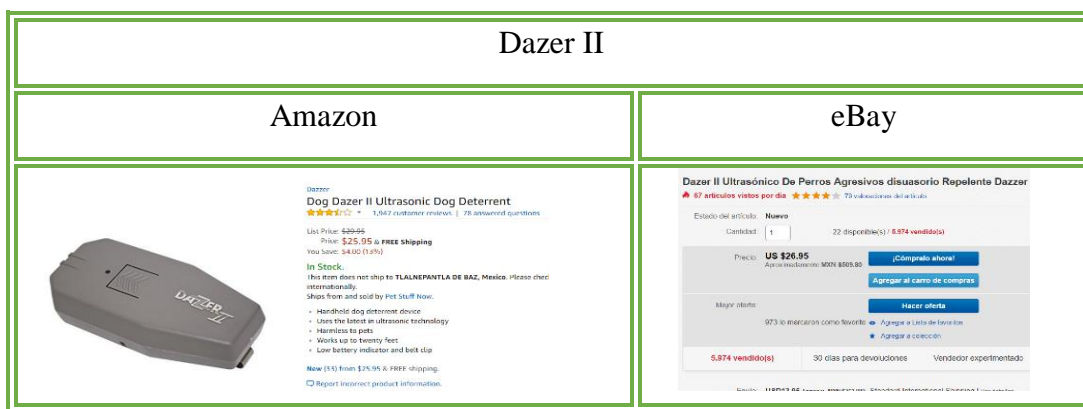 Dazer II
Amazon
eBay
DAZZER II
Dazzer
Dog Dazer II Ultrasonic Dog Deterrent
1,947 customer reviews | 78 answered questions
List Price: $29.95
Price: $25.95 & FREE Shipping
You Save: $4.00 (13%)
In Stock.
This item does not ship to TLALNEPANTLA DE BAZ, Mexico. Please
internationally.
Ships from and sold by Pet Stuff Now.
Handheld dog deterrent device
Uses the latest in ultrasonic technology
Harmless to pets
Works up to twenty feet
Low battery indicator and belt clip
New (33) from $25.95 & FREE shipping.
Report incorrect product information.
Dazer II Ultrasónico De Perros Agresivos disuasorio Repelente Dazzer
67 artículos vistos por día 79 valoraciones del artículo
Estado del artículo: Nuevo
Cantidad: 1 22 disponible(s) / 5.974 vendido(s)
Precio: US $26.95 ¡Cómpralo ahora!
Aproximadamente MXN $509.80
Agregar al carro de compras
Mejor oferta: Hacer oferta
973 lo marcaron como favorito Agregar a Lista de favoritos
Agregar a colección
5.974 vendido(s) 30 días para devoluciones Vendedor experimentado